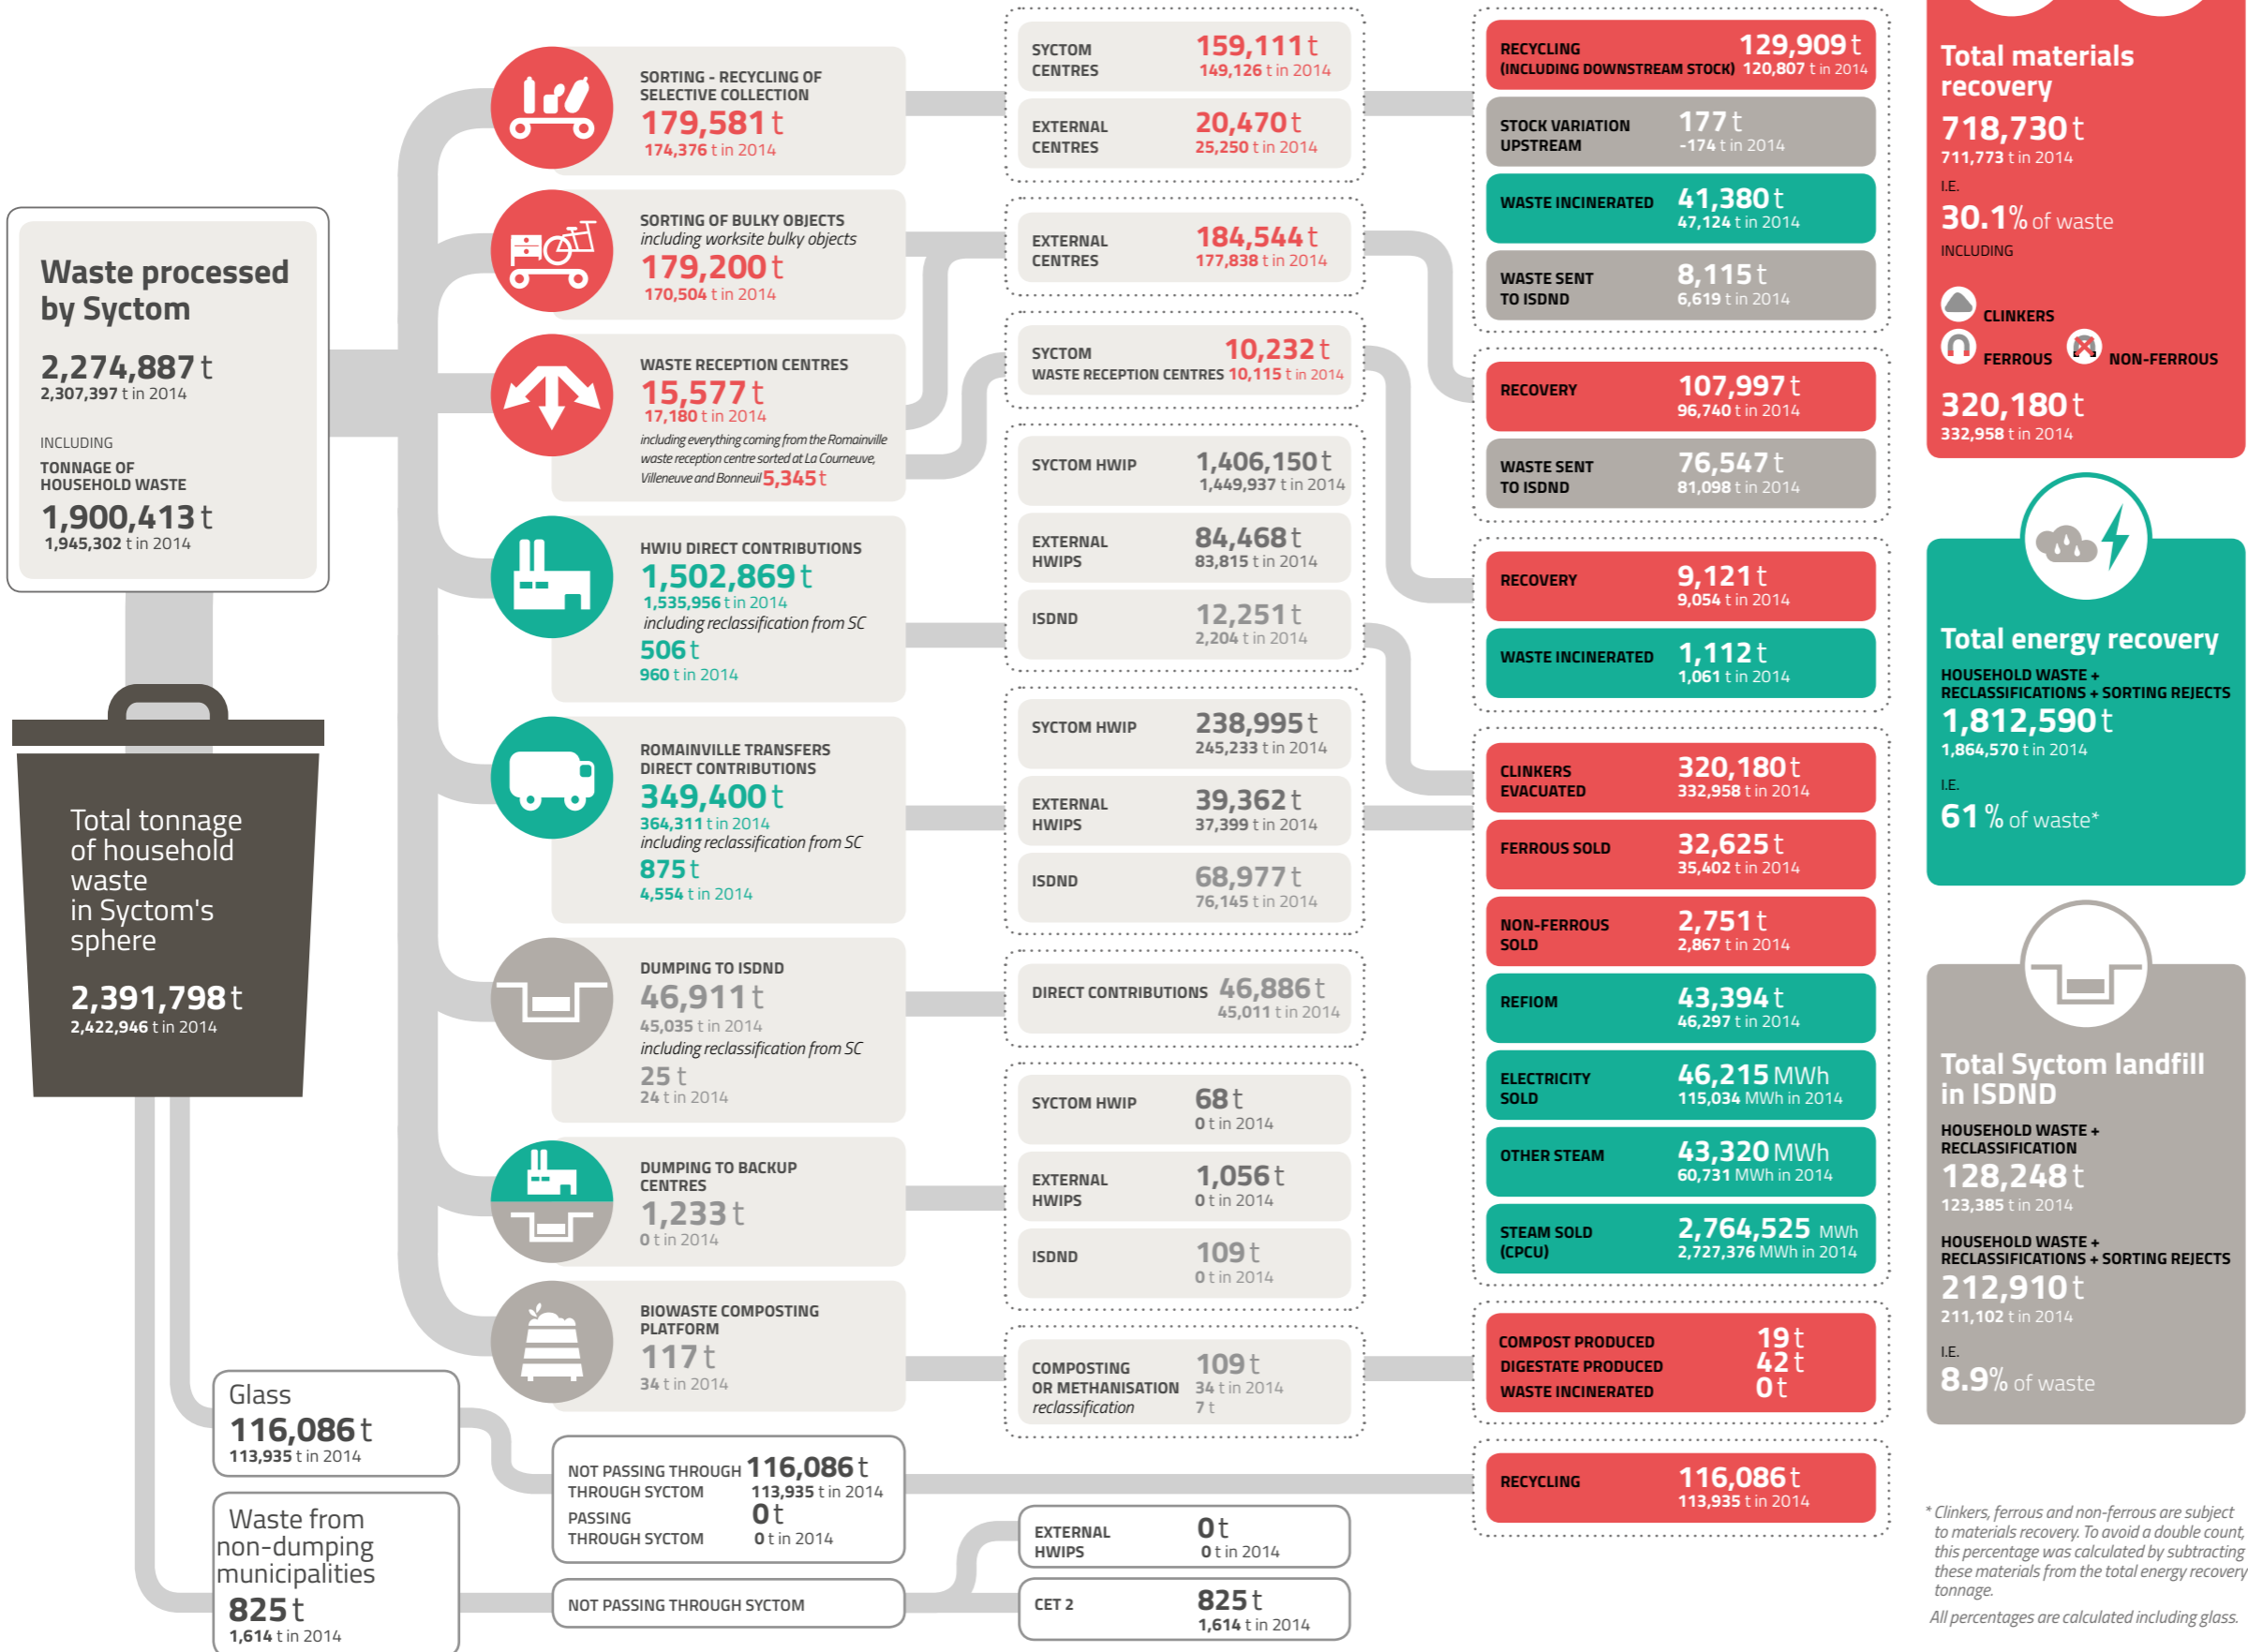 Waste processed
by Syctom
2,274,887 t
2,307,397 t in 2014
INCLUDING
TONNAGE OF
HOUSEHOLD WASTE
1,900,413 t
1,945,302 t in 2014
Total tonnage
of household
waste
in Syctom's
sphere
2,391,798 t
2,422,946 t in 2014
Glass
116,086 t
113,935 t in 2014
Waste from
non-dumping
municipalities
825 t
1,614 t in 2014
SORTING - RECYCLING OF
SELECTIVE COLLECTION
179,581 t
174,376 t in 2014
SORTING OF BULKY OBJECTS
including worksite bulky objects
179,200 t
170,504 t in 2014
WASTE RECEPTION CENTRES
15,577 t
17,180 t in 2014
including everything coming from the Romainville
waste reception centre sorted at La Courneuve,
Villeneuve and Bonneuil 5,345 t
HWIU DIRECT CONTRIBUTIONS
1,502,869 t
1,535,956 t in 2014
including reclassification from SC
506 t
960 t in 2014
ROMAINVILLE TRANSFERS
DIRECT CONTRIBUTIONS
349,400 t
364,311 t in 2014
including reclassification from SC
875 t
4,554 t in 2014
DUMPING TO ISDND
46,911 t
45,035 t in 2014
including reclassification from SC
25 t
24 t in 2014
DUMPING TO BACKUP
CENTRES
1,233 t
0 t in 2014
BIOWASTE COMPOSTING
PLATFORM
117 t
34 t in 2014
NOT PASSING THROUGH 116,086 t
THROUGH SYCTOM 113,935 t in 2014
PASSING 0 t
THROUGH SYCTOM 0 t in 2014
NOT PASSING THROUGH SYCTOM
SYCTOM CENTRES 159,111 t
149,126 t in 2014
EXTERNAL CENTRES 20,470 t
25,250 t in 2014
EXTERNAL CENTRES 184,544 t
177,838 t in 2014
SYCTOM 10,232 t
WASTE RECEPTION CENTRES 10,115 t in 2014
SYCTOM HWIP 1,406,150 t
1,449,937 t in 2014
EXTERNAL HWIPS 84,468 t
83,815 t in 2014
ISDND 12,251 t
2,204 t in 2014
SYCTOM HWIP 238,995 t
245,233 t in 2014
EXTERNAL HWIPS 39,362 t
37,399 t in 2014
ISDND 68,977 t
76,145 t in 2014
DIRECT CONTRIBUTIONS 46,886 t
45,011 t in 2014
SYCTOM HWIP 68 t
0 t in 2014
EXTERNAL HWIPS 1,056 t
0 t in 2014
ISDND 109 t
0 t in 2014
COMPOSTING 109 t
OR METHANISATION 34 t in 2014
reclassification 7 t
EXTERNAL HWIPS 0 t
0 t in 2014
CET 2 825 t
1,614 t in 2014
RECYCLING 129,909 t
(INCLUDING DOWNSTREAM STOCK) 120,807 t in 2014
STOCK VARIATION UPSTREAM 177 t
-174 t in 2014
WASTE INCINERATED 41,380 t
47,124 t in 2014
WASTE SENT TO ISDND 8,115 t
6,619 t in 2014
RECOVERY 107,997 t
96,740 t in 2014
WASTE SENT TO ISDND 76,547 t
81,098 t in 2014
RECOVERY 9,121 t
9,054 t in 2014
WASTE INCINERATED 1,112 t
1,061 t in 2014
CLINKERS EVACUATED 320,180 t
332,958 t in 2014
FERROUS SOLD 32,625 t
35,402 t in 2014
NON-FERROUS SOLD 2,751 t
2,867 t in 2014
REFIOM 43,394 t
46,297 t in 2014
ELECTRICITY SOLD 46,215 MWh
115,034 MWh in 2014
OTHER STEAM 43,320 MWh
60,731 MWh in 2014
STEAM SOLD (CPCU) 2,764,525 MWh
2,727,376 MWh in 2014
COMPOST PRODUCED 19 t
DIGESTATE PRODUCED 42 t
WASTE INCINERATED 0 t
RECYCLING 116,086 t
113,935 t in 2014
Total materials
recovery
718,730 t
711,773 t in 2014
I.E.
30.1% of waste
INCLUDING
CLINKERS
FERROUS NON-FERROUS
320,180 t
332,958 t in 2014
Total energy recovery
HOUSEHOLD WASTE +
RECLASSIFICATIONS + SORTING REJECTS
1,812,590 t
1,864,570 t in 2014
I.E.
61 % of waste*
Total Syctom landfill
in ISDND
HOUSEHOLD WASTE +
RECLASSIFICATION
128,248 t
123,385 t in 2014
HOUSEHOLD WASTE +
RECLASSIFICATIONS + SORTING REJECTS
212,910 t
211,102 t in 2014
I.E.
8.9% of waste
* Clinkers, ferrous and non-ferrous are subject
to materials recovery. To avoid a double count,
this percentage was calculated by subtracting
these materials from the total energy recovery
tonnage.
All percentages are calculated including glass.